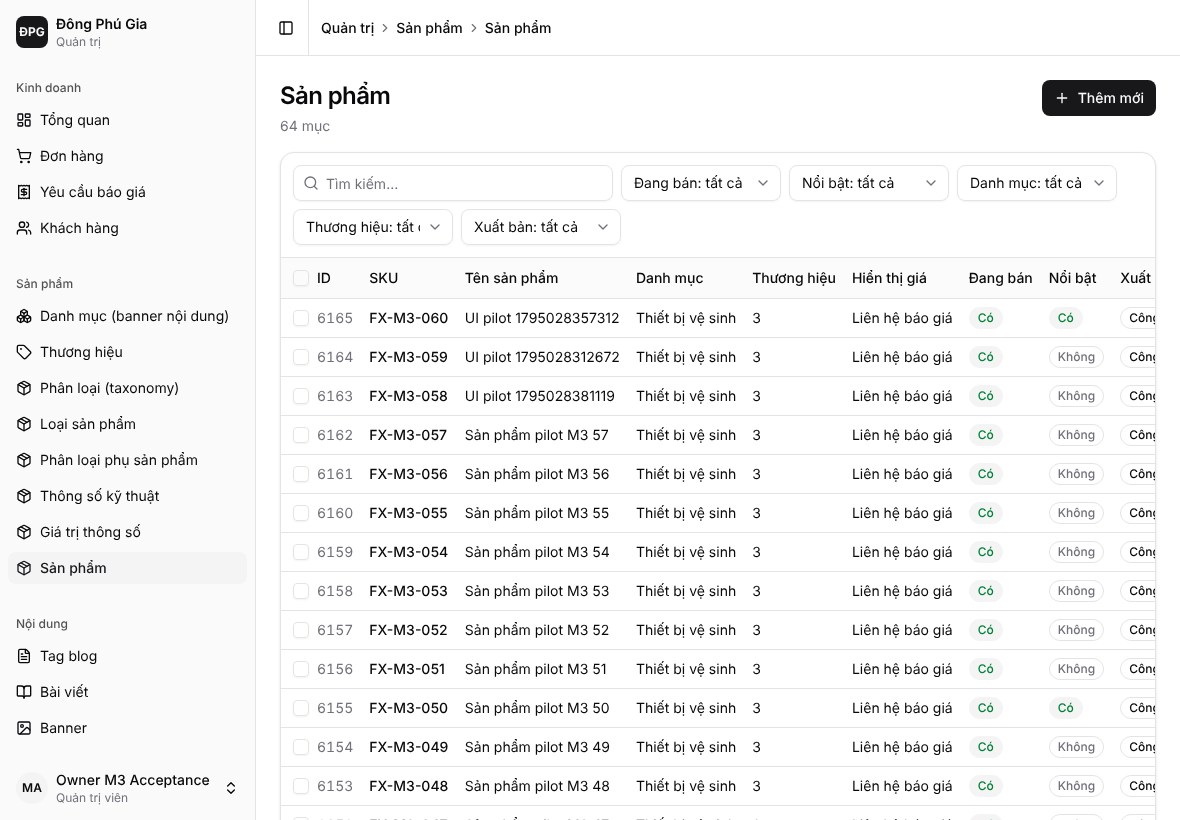 ĐPG
Đông Phú Gia
Quản trị
Kinh doanh
Tổng quan
Đơn hàng
Yêu cầu báo giá
Khách hàng
Sản phẩm
Danh mục (banner nội dung)
Thương hiệu
Phân loại (taxonomy)
Loại sản phẩm
Phân loại phụ sản phẩm
Thông số kỹ thuật
Giá trị thông số
Sản phẩm
Nội dung
Tag blog
Bài viết
Banner
MA
Owner M3 Acceptance
Quản trị viên
Quản trị > Sản phẩm > Sản phẩm
Sản phẩm
64 mục
+ Thêm mới
Tìm kiếm... Đang bán: tất cả Nổi bật: tất cả Danh mục: tất cả
Thương hiệu: tất Xuất bản: tất cả
ID SKU Tên sản phẩm Danh mục Thương hiệu Hiển thị giá Đang bán Nổi bật Xuất
6165 FX-M3-060 UI pilot 1795028357312 Thiết bị vệ sinh 3 Liên hệ báo giá Có Có Công
6164 FX-M3-059 UI pilot 1795028312672 Thiết bị vệ sinh 3 Liên hệ báo giá Có Không Công
6163 FX-M3-058 UI pilot 1795028381119 Thiết bị vệ sinh 3 Liên hệ báo giá Có Không Công
6162 FX-M3-057 Sản phẩm pilot M3 57 Thiết bị vệ sinh 3 Liên hệ báo giá Có Không Công
6161 FX-M3-056 Sản phẩm pilot M3 56 Thiết bị vệ sinh 3 Liên hệ báo giá Có Không Công
6160 FX-M3-055 Sản phẩm pilot M3 55 Thiết bị vệ sinh 3 Liên hệ báo giá Có Không Công
6159 FX-M3-054 Sản phẩm pilot M3 54 Thiết bị vệ sinh 3 Liên hệ báo giá Có Không Công
6158 FX-M3-053 Sản phẩm pilot M3 53 Thiết bị vệ sinh 3 Liên hệ báo giá Có Không Công
6157 FX-M3-052 Sản phẩm pilot M3 52 Thiết bị vệ sinh 3 Liên hệ báo giá Có Không Công
6156 FX-M3-051 Sản phẩm pilot M3 51 Thiết bị vệ sinh 3 Liên hệ báo giá Có Không Công
6155 FX-M3-050 Sản phẩm pilot M3 50 Thiết bị vệ sinh 3 Liên hệ báo giá Có Có Công
6154 FX-M3-049 Sản phẩm pilot M3 49 Thiết bị vệ sinh 3 Liên hệ báo giá Có Không Công
6153 FX-M3-048 Sản phẩm pilot M3 48 Thiết bị vệ sinh 3 Liên hệ báo giá Có Không Công